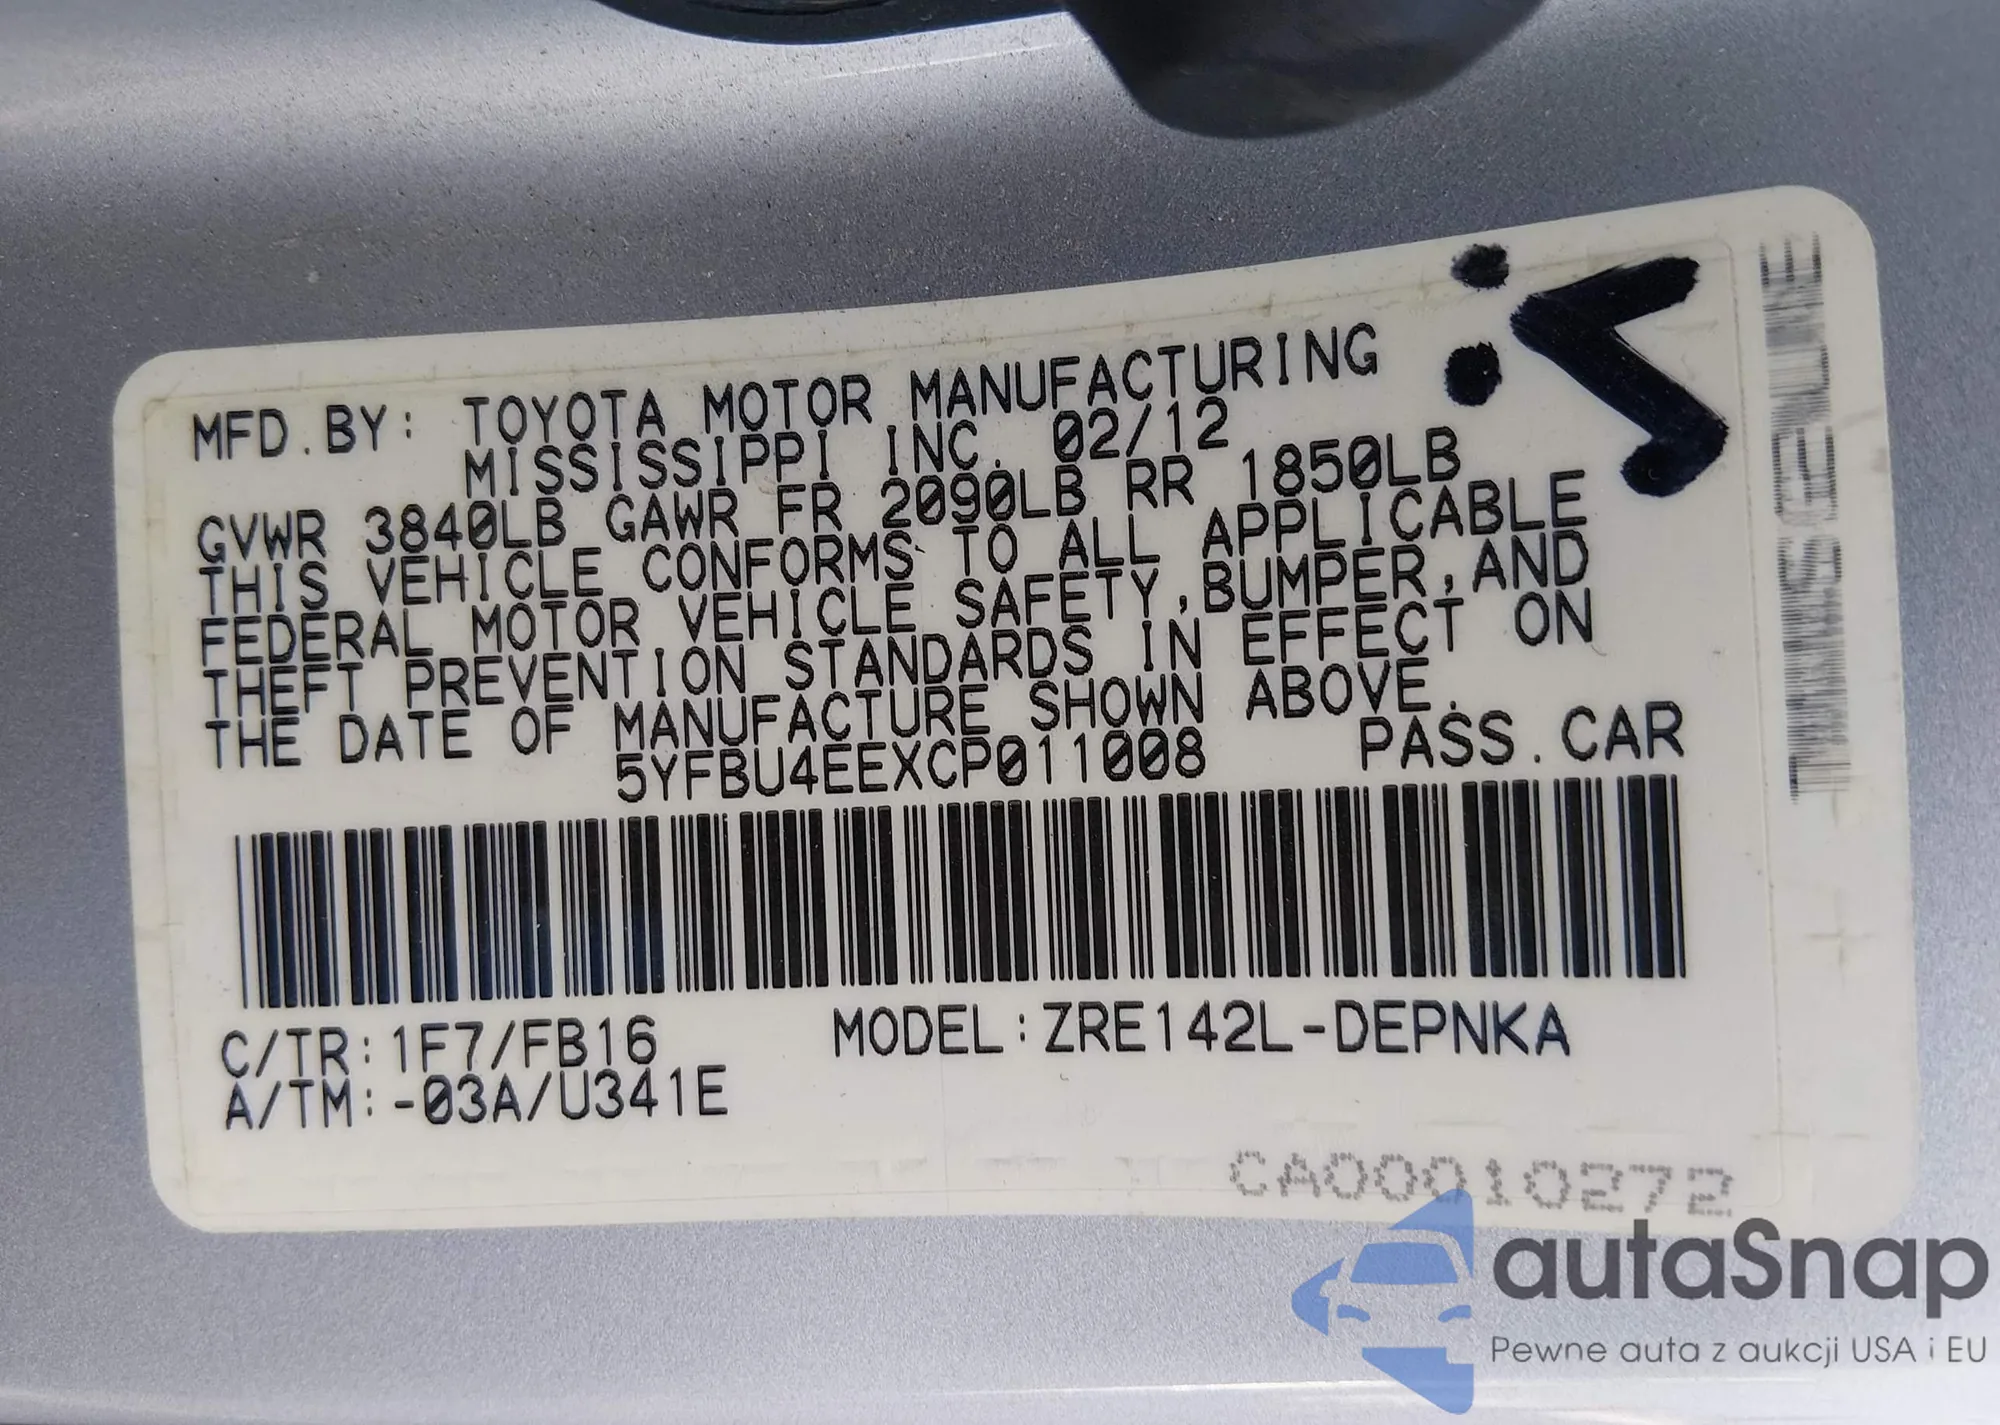 MFD.BY: TOYOTA MOTOR MANUFACTURING
MISSISSIPPI INC. 02/12
GVWR 3840LB GAWR FR 2090LB RR 1850LB
THIS VEHICLE CONFORMS TO ALL APPLICABLE
FEDERAL MOTOR VEHICLE SAFETY,BUMPER,AND
THEFT PREVENTION STANDARDS IN EFFECT ON
THE DATE OF MANUFACTURE SHOWN ABOVE.
5YFBU4EEXCP011008 PASS.CAR
C/TR:1F7/FB16 MODEL:ZRE142L-DEPNKA
A/TM:-03A/U341E
CA00010272
autaSnap
Pewne auta z aukcji USA i EU